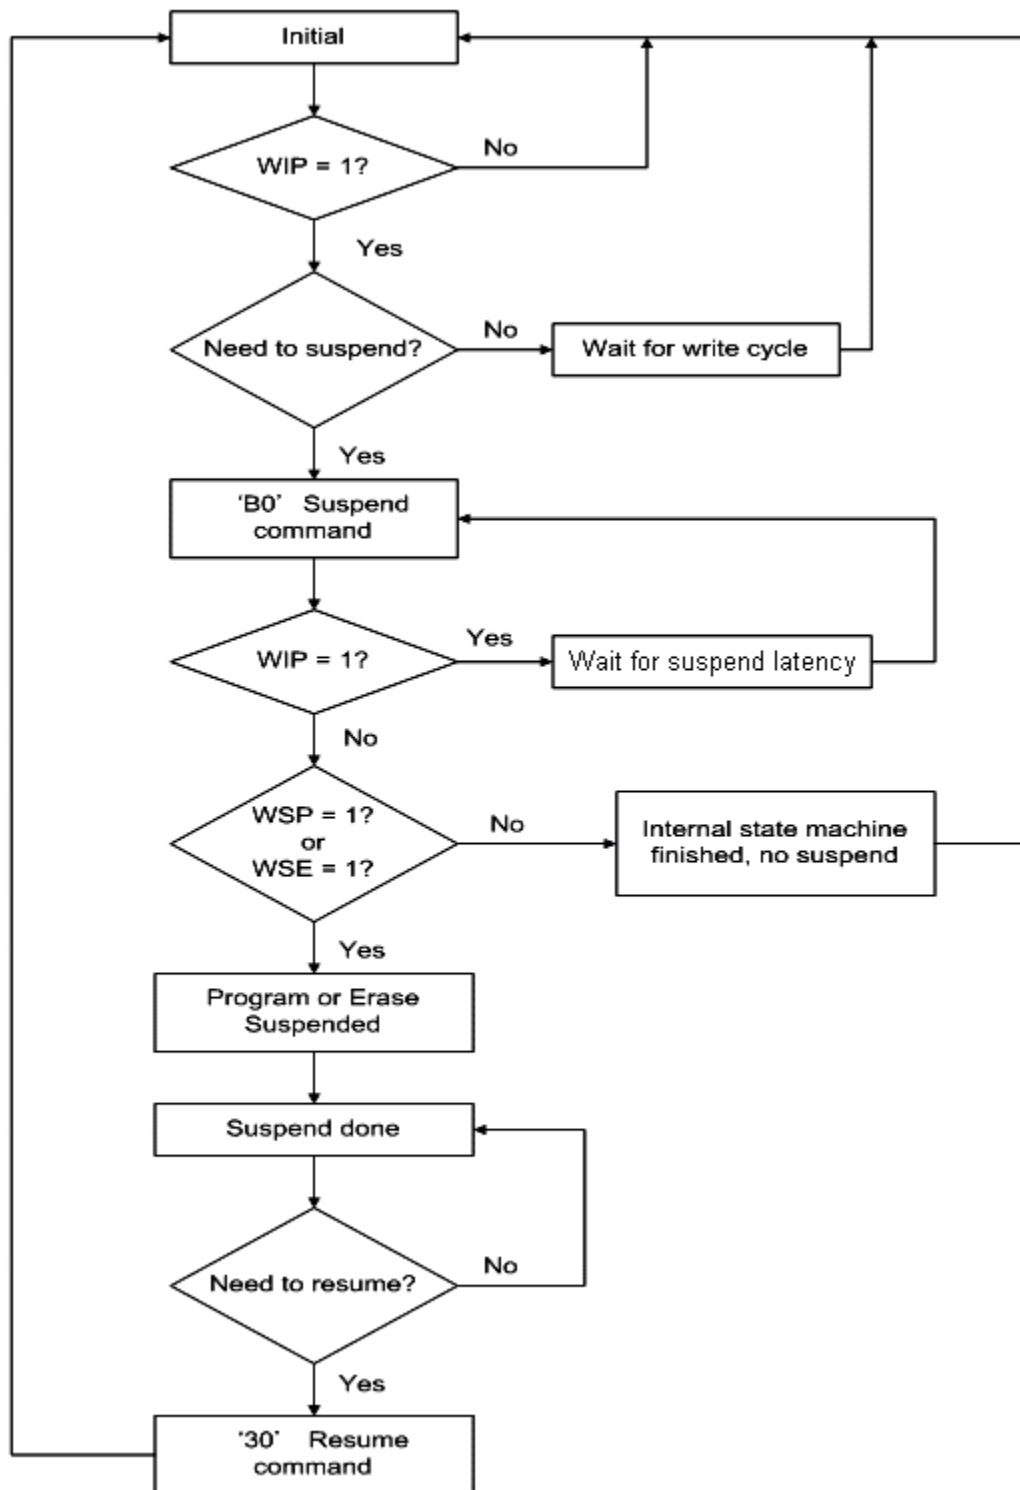 Initial
WIP = 1?
No
Yes
Need to suspend?
No
Wait for write cycle
Yes
‘B0’ Suspend
command
WIP = 1?
Yes
Wait for suspend latency
No
WSP = 1?
or
WSE = 1?
No
Internal state machine
finished, no suspend
Yes
Program or Erase
Suspended
Suspend done
Need to resume?
No
Yes
‘30’ Resume
command